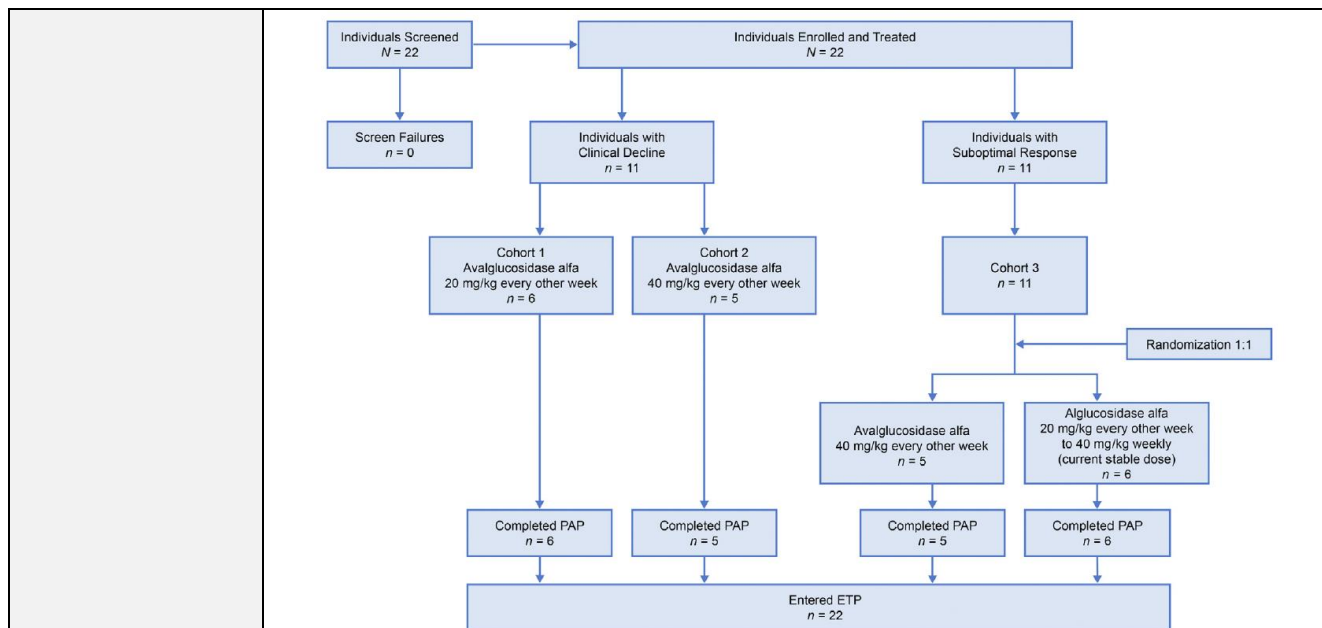 Individuals Screened
N = 22
Individuals Enrolled and Treated
N = 22
Screen Failures
n = 0
Individuals with
Clinical Decline
n = 11
Individuals with
Suboptimal Response
n = 11
Cohort 1
Avalglucosidase alfa
20 mg/kg every other week
n = 6
Cohort 2
Avalglucosidase alfa
40 mg/kg every other week
n = 5
Cohort 3
n = 11
Randomization 1:1
Avalglucosidase alfa
40 mg/kg every other week
n = 5
Alglucosidase alfa
20 mg/kg every other week
to 40 mg/kg weekly
(current stable dose)
n = 6
Completed PAP
n = 6
Completed PAP
n = 5
Completed PAP
n = 5
Completed PAP
n = 6
Entered ETP
n = 22